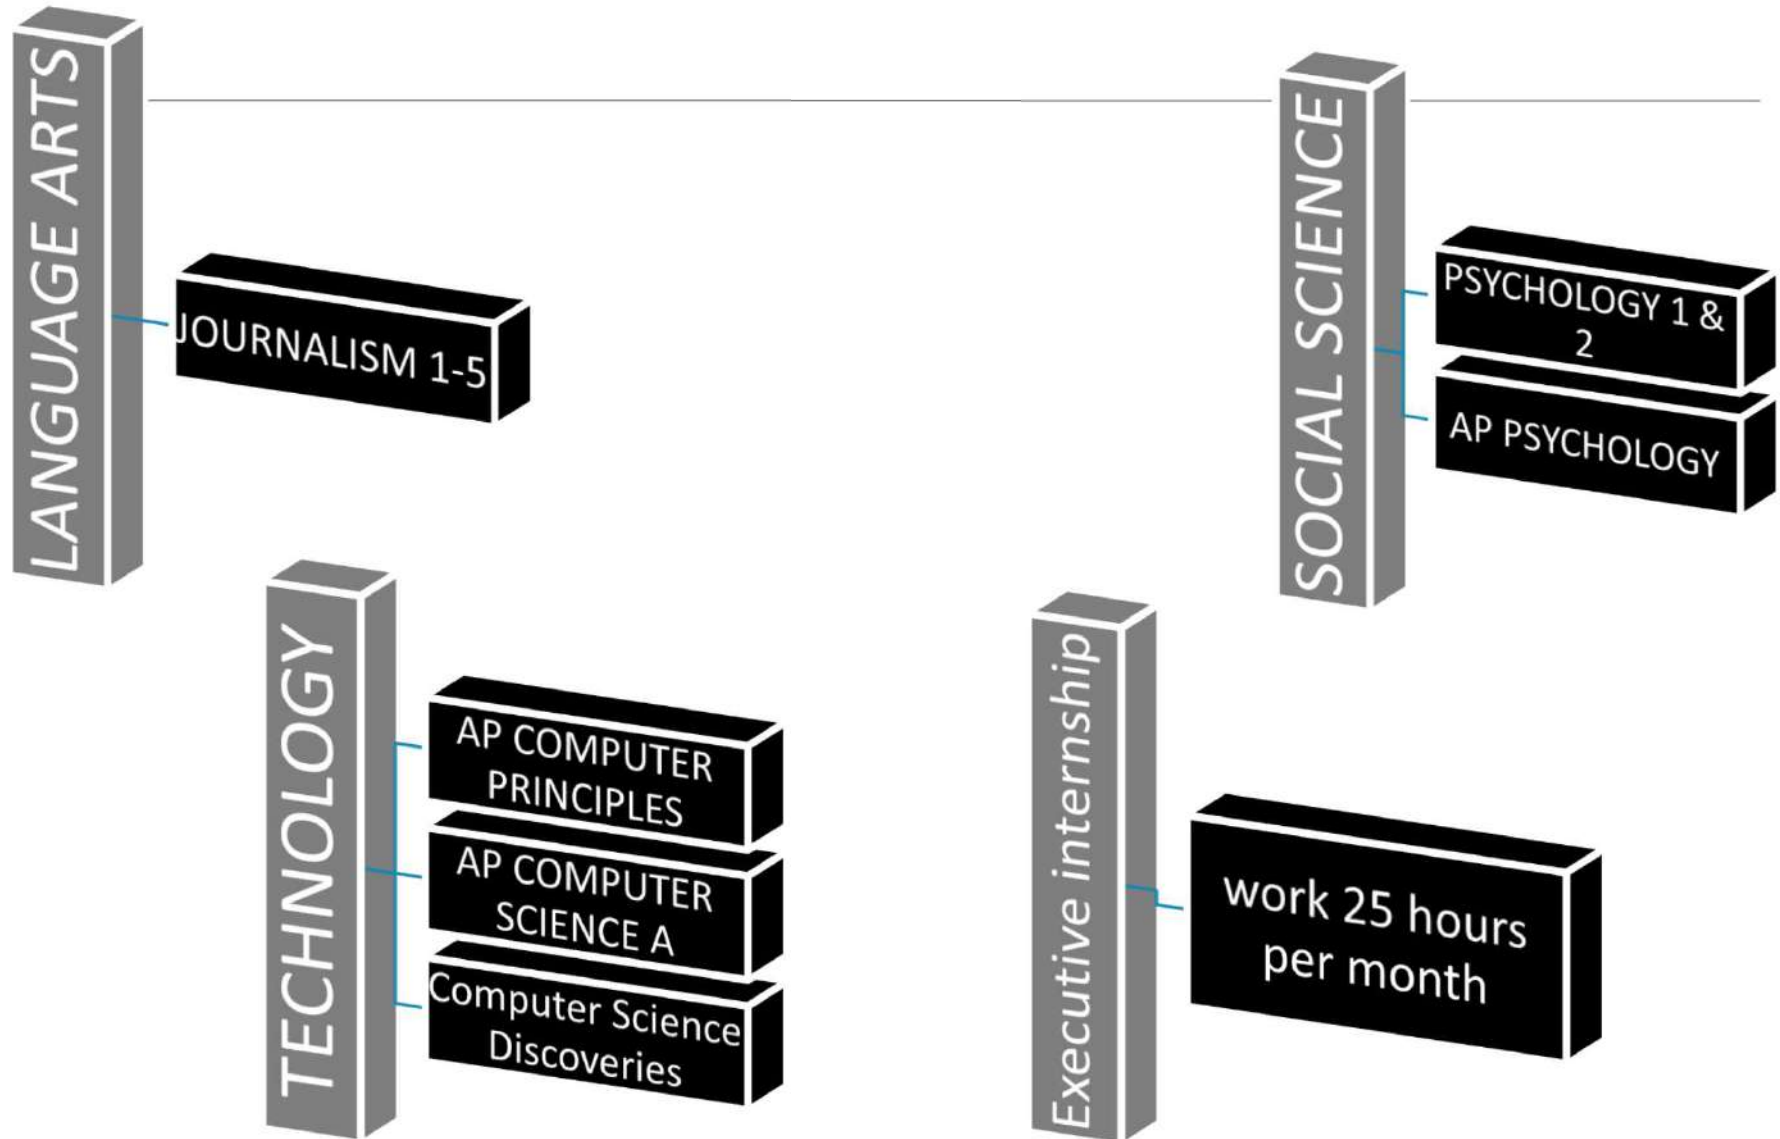 LANGUAGE ARTS
JOURNALISM 1-5
SOCIAL SCIENCE
PSYCHOLOGY 1 &
2
AP PSYCHOLOGY
TECHNOLOGY
AP COMPUTER
PRINCIPLES
AP COMPUTER
SCIENCE A
Computer Science
Discoveries
Executive internship
work 25 hours
per month